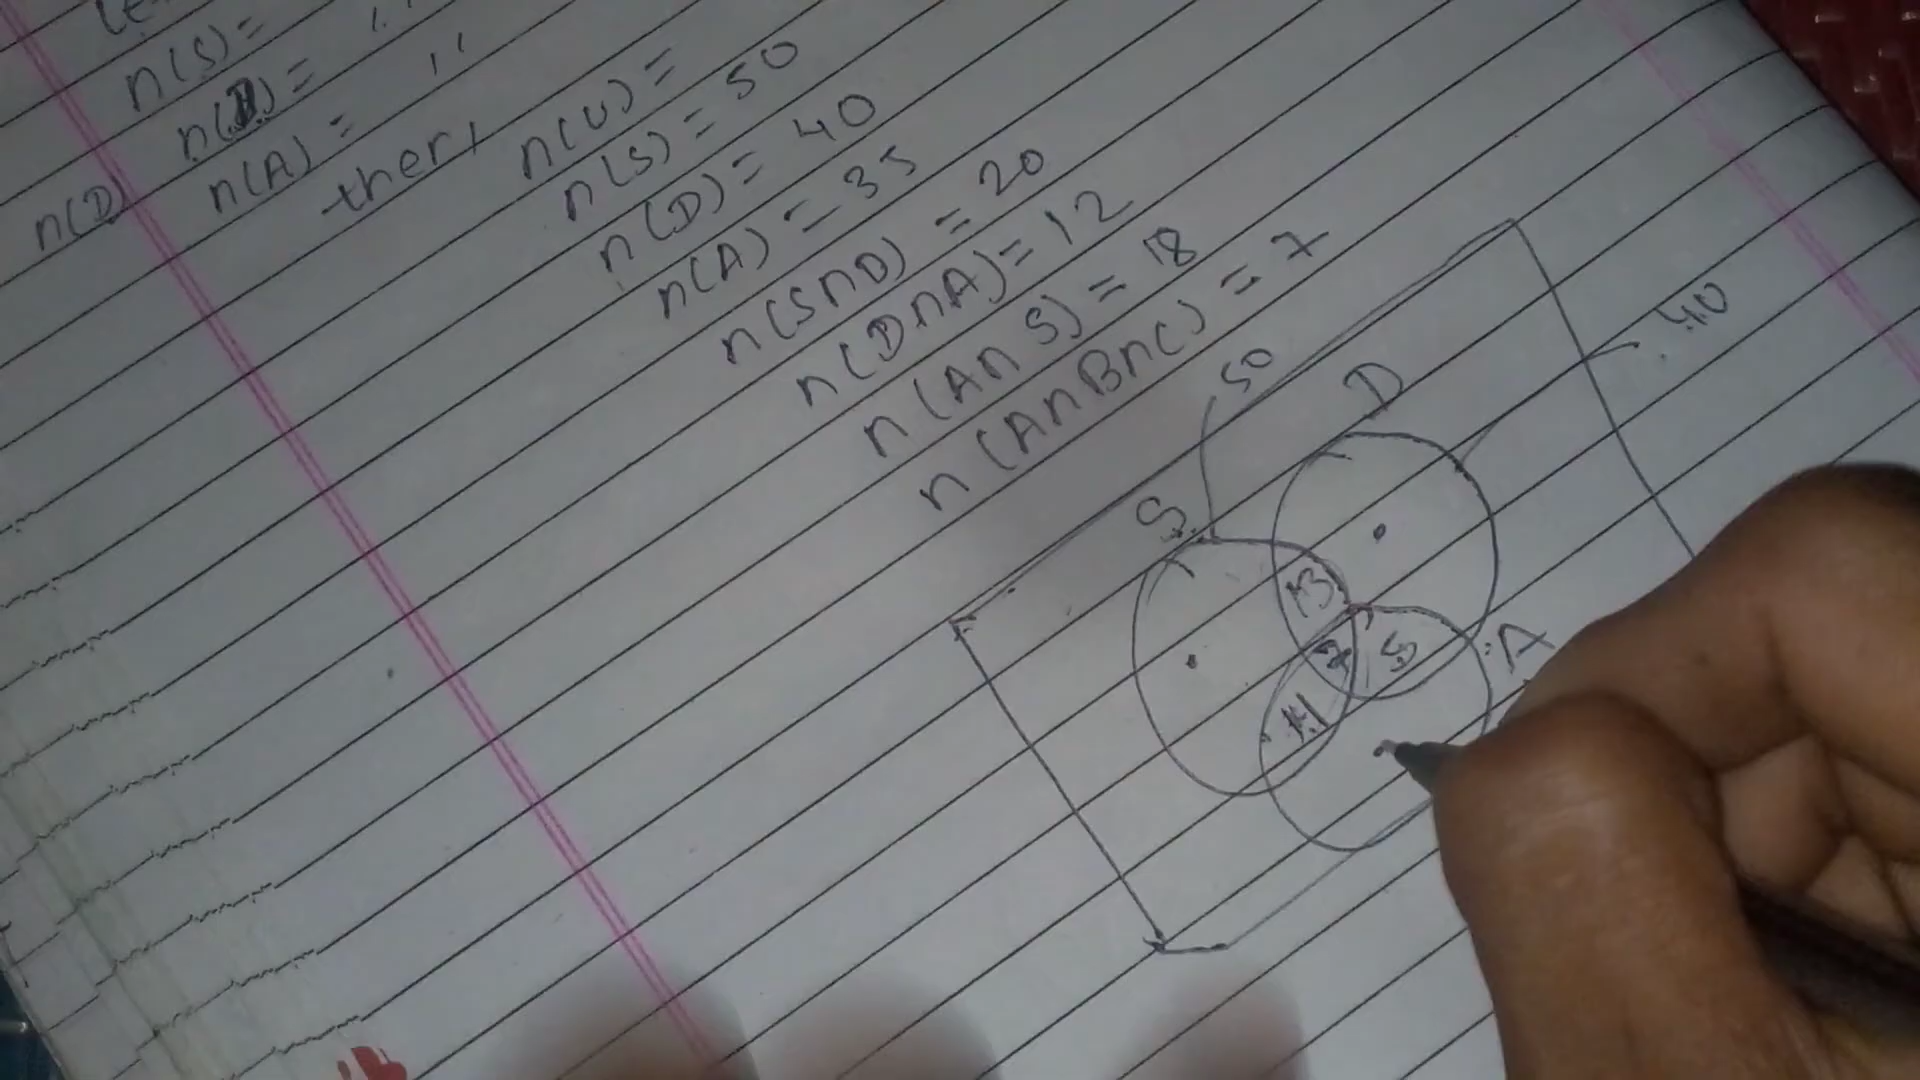 n(S) =
n(D) = ,,
n(A) = ,,
n(D)
then,
n(U) =
n(S) = 50
n(D) = 40
n(A) = 35
n(S∩D) = 20
n(D∩A) = 12
n(A∩S) = 18
n(A∩B∩C) = 7
50
40
D
S
A
13
7
5
11